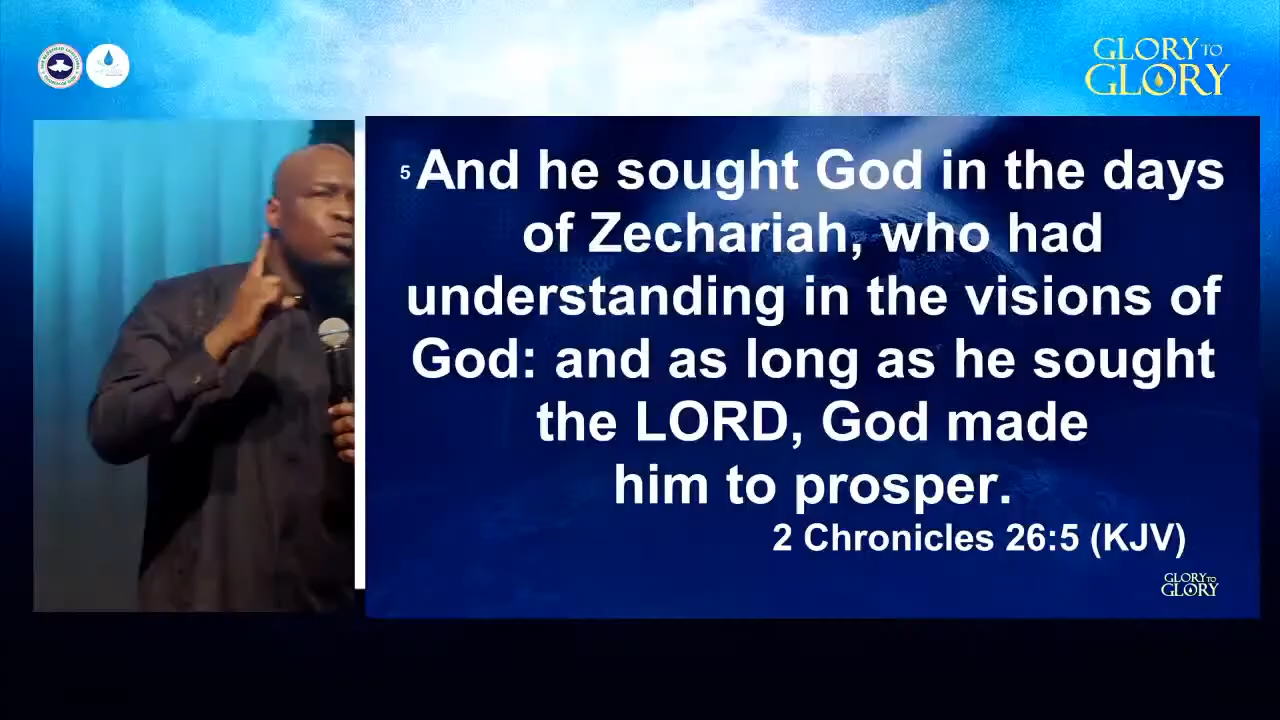 GLORY TO
GLORY
5 And he sought God in the days
of Zechariah, who had
understanding in the visions of
God: and as long as he sought
the LORD, God made
him to prosper.
2 Chronicles 26:5 (KJV)
GLORY TO
GLORY